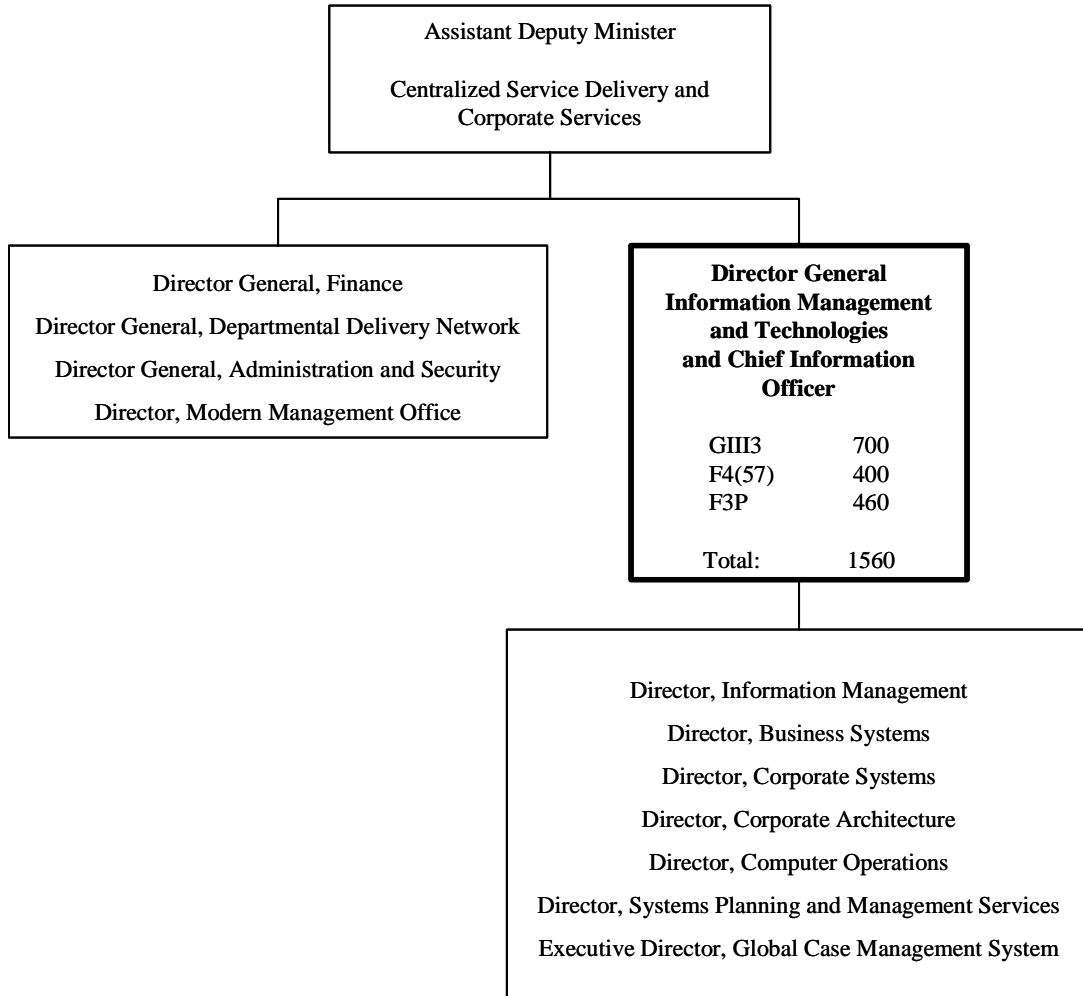 Assistant Deputy Minister
Centralized Service Delivery and
Corporate Services
Director General, Finance
Director General, Departmental Delivery Network
Director General, Administration and Security
Director, Modern Management Office
Director General
Information Management
and Technologies
and Chief Information
Officer
GIII3 700
F4(57) 400
F3P 460
Total: 1560
Director, Information Management
Director, Business Systems
Director, Corporate Systems
Director, Corporate Architecture
Director, Computer Operations
Director, Systems Planning and Management Services
Executive Director, Global Case Management System